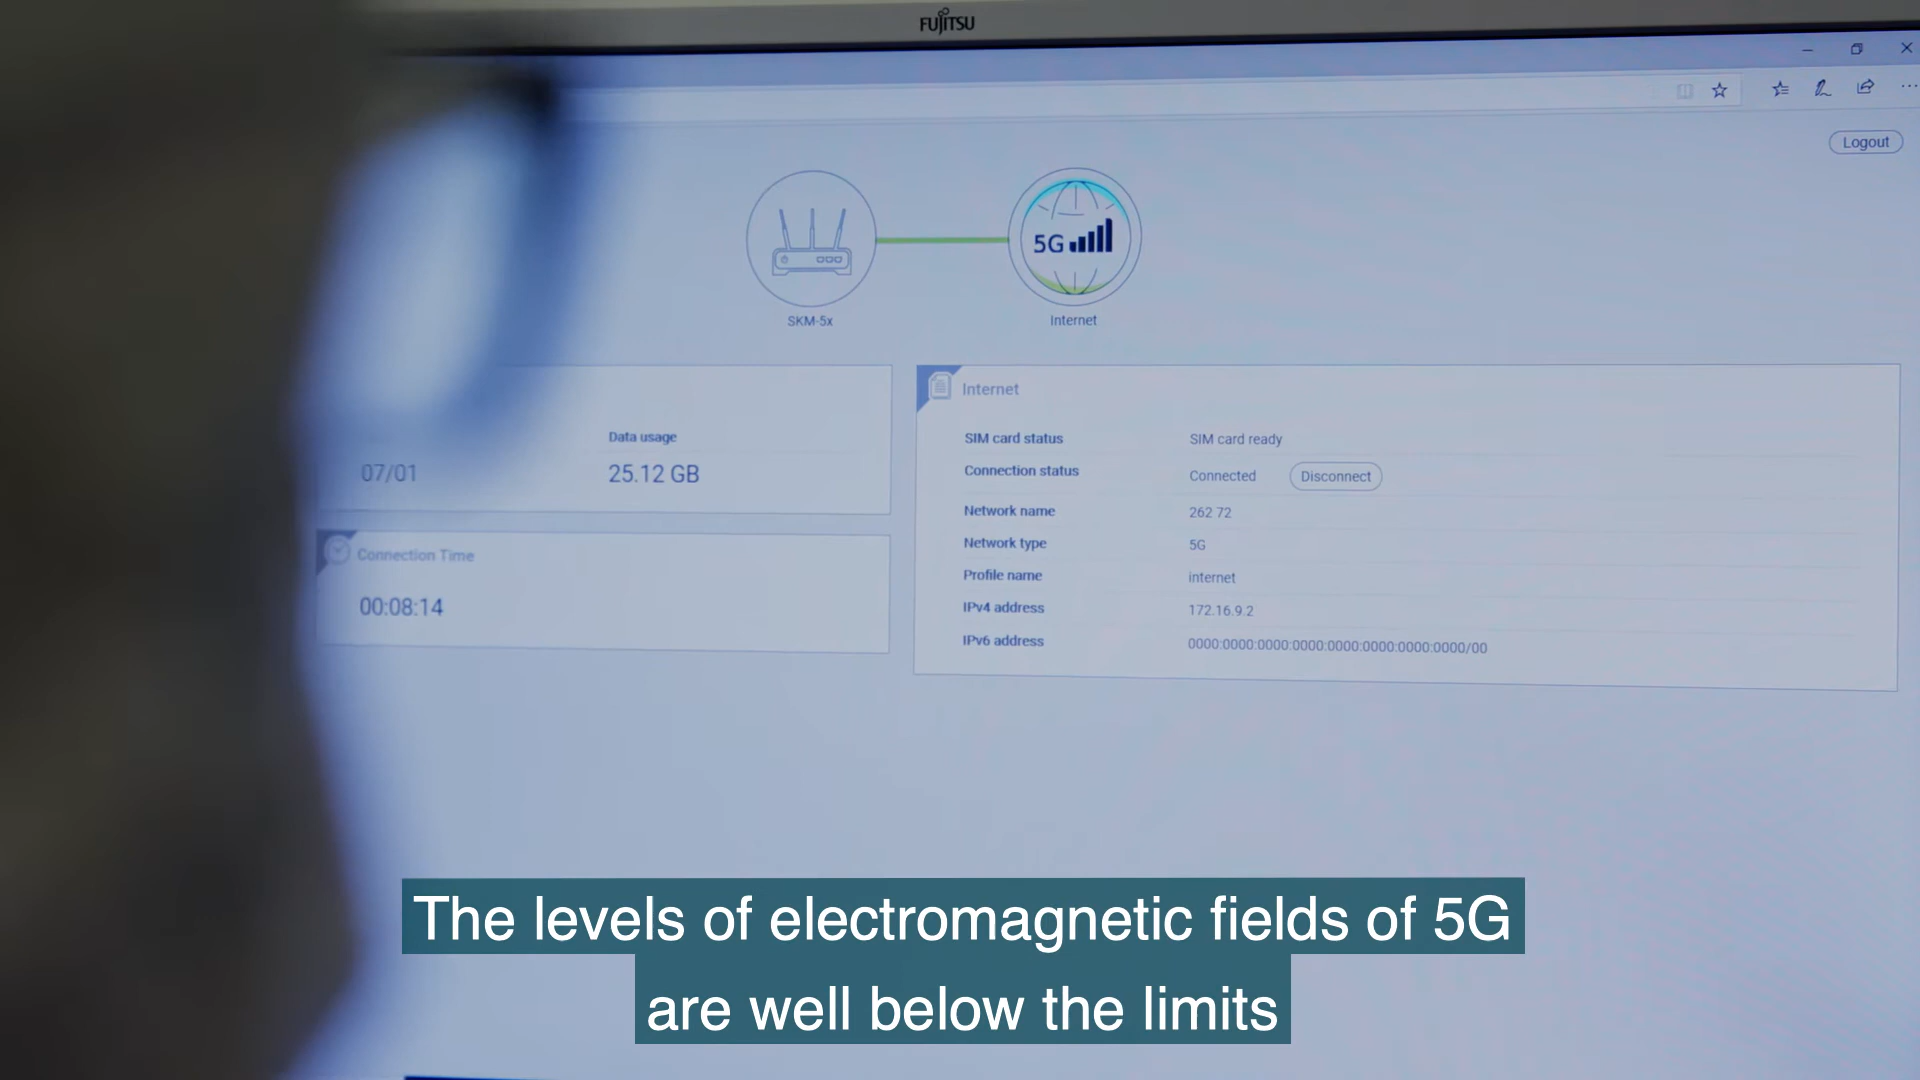 FUJITSU
Logout
5G
SKM-5x
Internet
Data usage
07/01
25.12 GB
Connection Time
00:08:14
Internet
SIM card status SIM card ready
Connection status Connected Disconnect
Network name 262 72
Network type 5G
Profile name internet
IPv4 address 172.16.9.2
IPv6 address 0000:0000:0000:0000:0000:0000:0000:0000/00
The levels of electromagnetic fields of 5G
are well below the limits